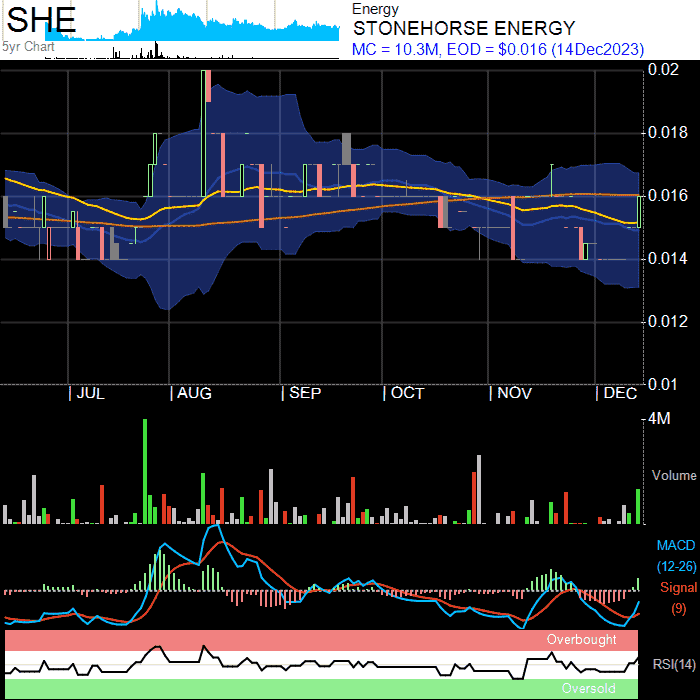 SHE
5yr Chart
Energy
STONEHORSE ENERGY
MC = 10.3M, EOD = $0.016 (14Dec2023)
0.02
0.018
0.016
0.014
0.012
0.01
JUL AUG SEP OCT NOV DEC
4M
Volume
MACD
(12-26)
Signal
(9)
Overbought
RSI(14)
Oversold